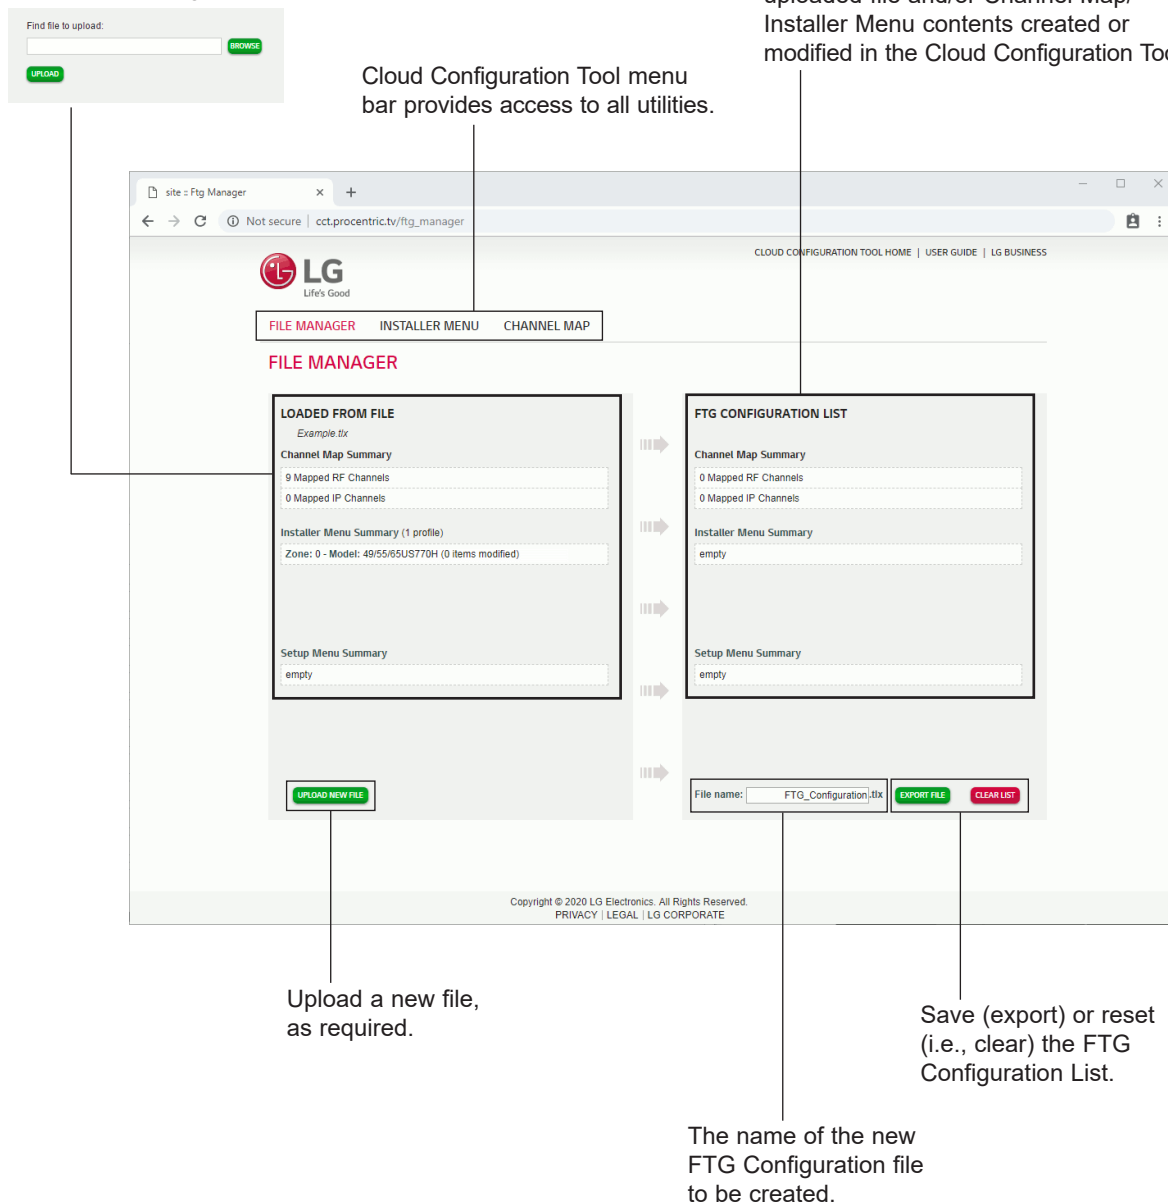 uploaded file and/or Channel Map/
Installer Menu contents created or
modified in the Cloud Configuration
Find file to upload:
BROWSE
UPLOAD
Cloud Configuration Tool menu
bar provides access to all utilities.
site :: Ftg Manager
Not secure | cct.procentric.tv/ftg_manager
LG
Life's Good
CLOUD CONFIGURATION TOOL HOME | USER GUIDE | LG BUSINESS
FILE MANAGER INSTALLER MENU CHANNEL MAP
FILE MANAGER
LOADED FROM FILE
Example.tlx
Channel Map Summary
9 Mapped RF Channels
0 Mapped IP Channels
Installer Menu Summary (1 profile)
Zone: 0 - Model: 49/55/65US770H (0 items modified)
Setup Menu Summary
empty
UPLOAD NEW FILE
FTG CONFIGURATION LIST
Channel Map Summary
0 Mapped RF Channels
0 Mapped IP Channels
Installer Menu Summary
empty
Setup Menu Summary
empty
File name: FTG_Configuration .tlx EXPORT FILE CLEAR LIST
Copyright © 2020 LG Electronics. All Rights Reserved.
PRIVACY | LEGAL | LG CORPORATE
Upload a new file,
as required.
Save (export) or reset
(i.e., clear) the FTG
Configuration List.
The name of the new
FTG Configuration file
to be created.